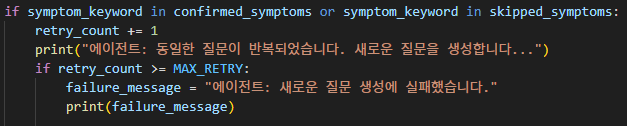 if symptom_keyword in confirmed_symptoms or symptom_keyword in skipped_symptoms:
    retry_count += 1
    print("에이전트: 동일한 질문이 반복되었습니다. 새로운 질문을 생성합니다...")
    if retry_count >= MAX_RETRY:
        failure_message = "에이전트: 새로운 질문 생성에 실패했습니다."
        print(failure_message)